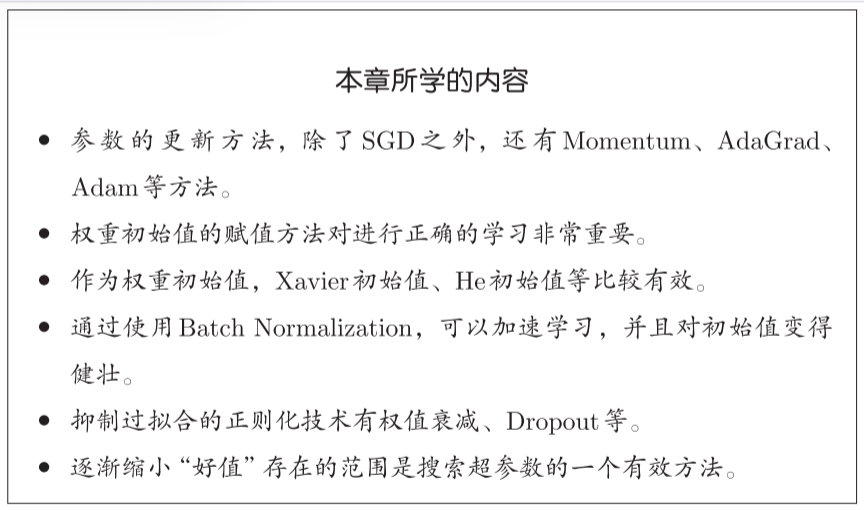 本章所学的内容
● 参数的更新方法，除了SGD之外，还有Momentum、AdaGrad、
Adam等方法。
● 权重初始值的赋值方法对进行正确的学习非常重要。
● 作为权重初始值，Xavier初始值、He初始值等比较有效。
● 通过使用Batch Normalization，可以加速学习，并且对初始值变得
健壮。
● 抑制过拟合的正则化技术有权值衰减、Dropout等。
● 逐渐缩小“好值”存在的范围是搜索超参数的一个有效方法。